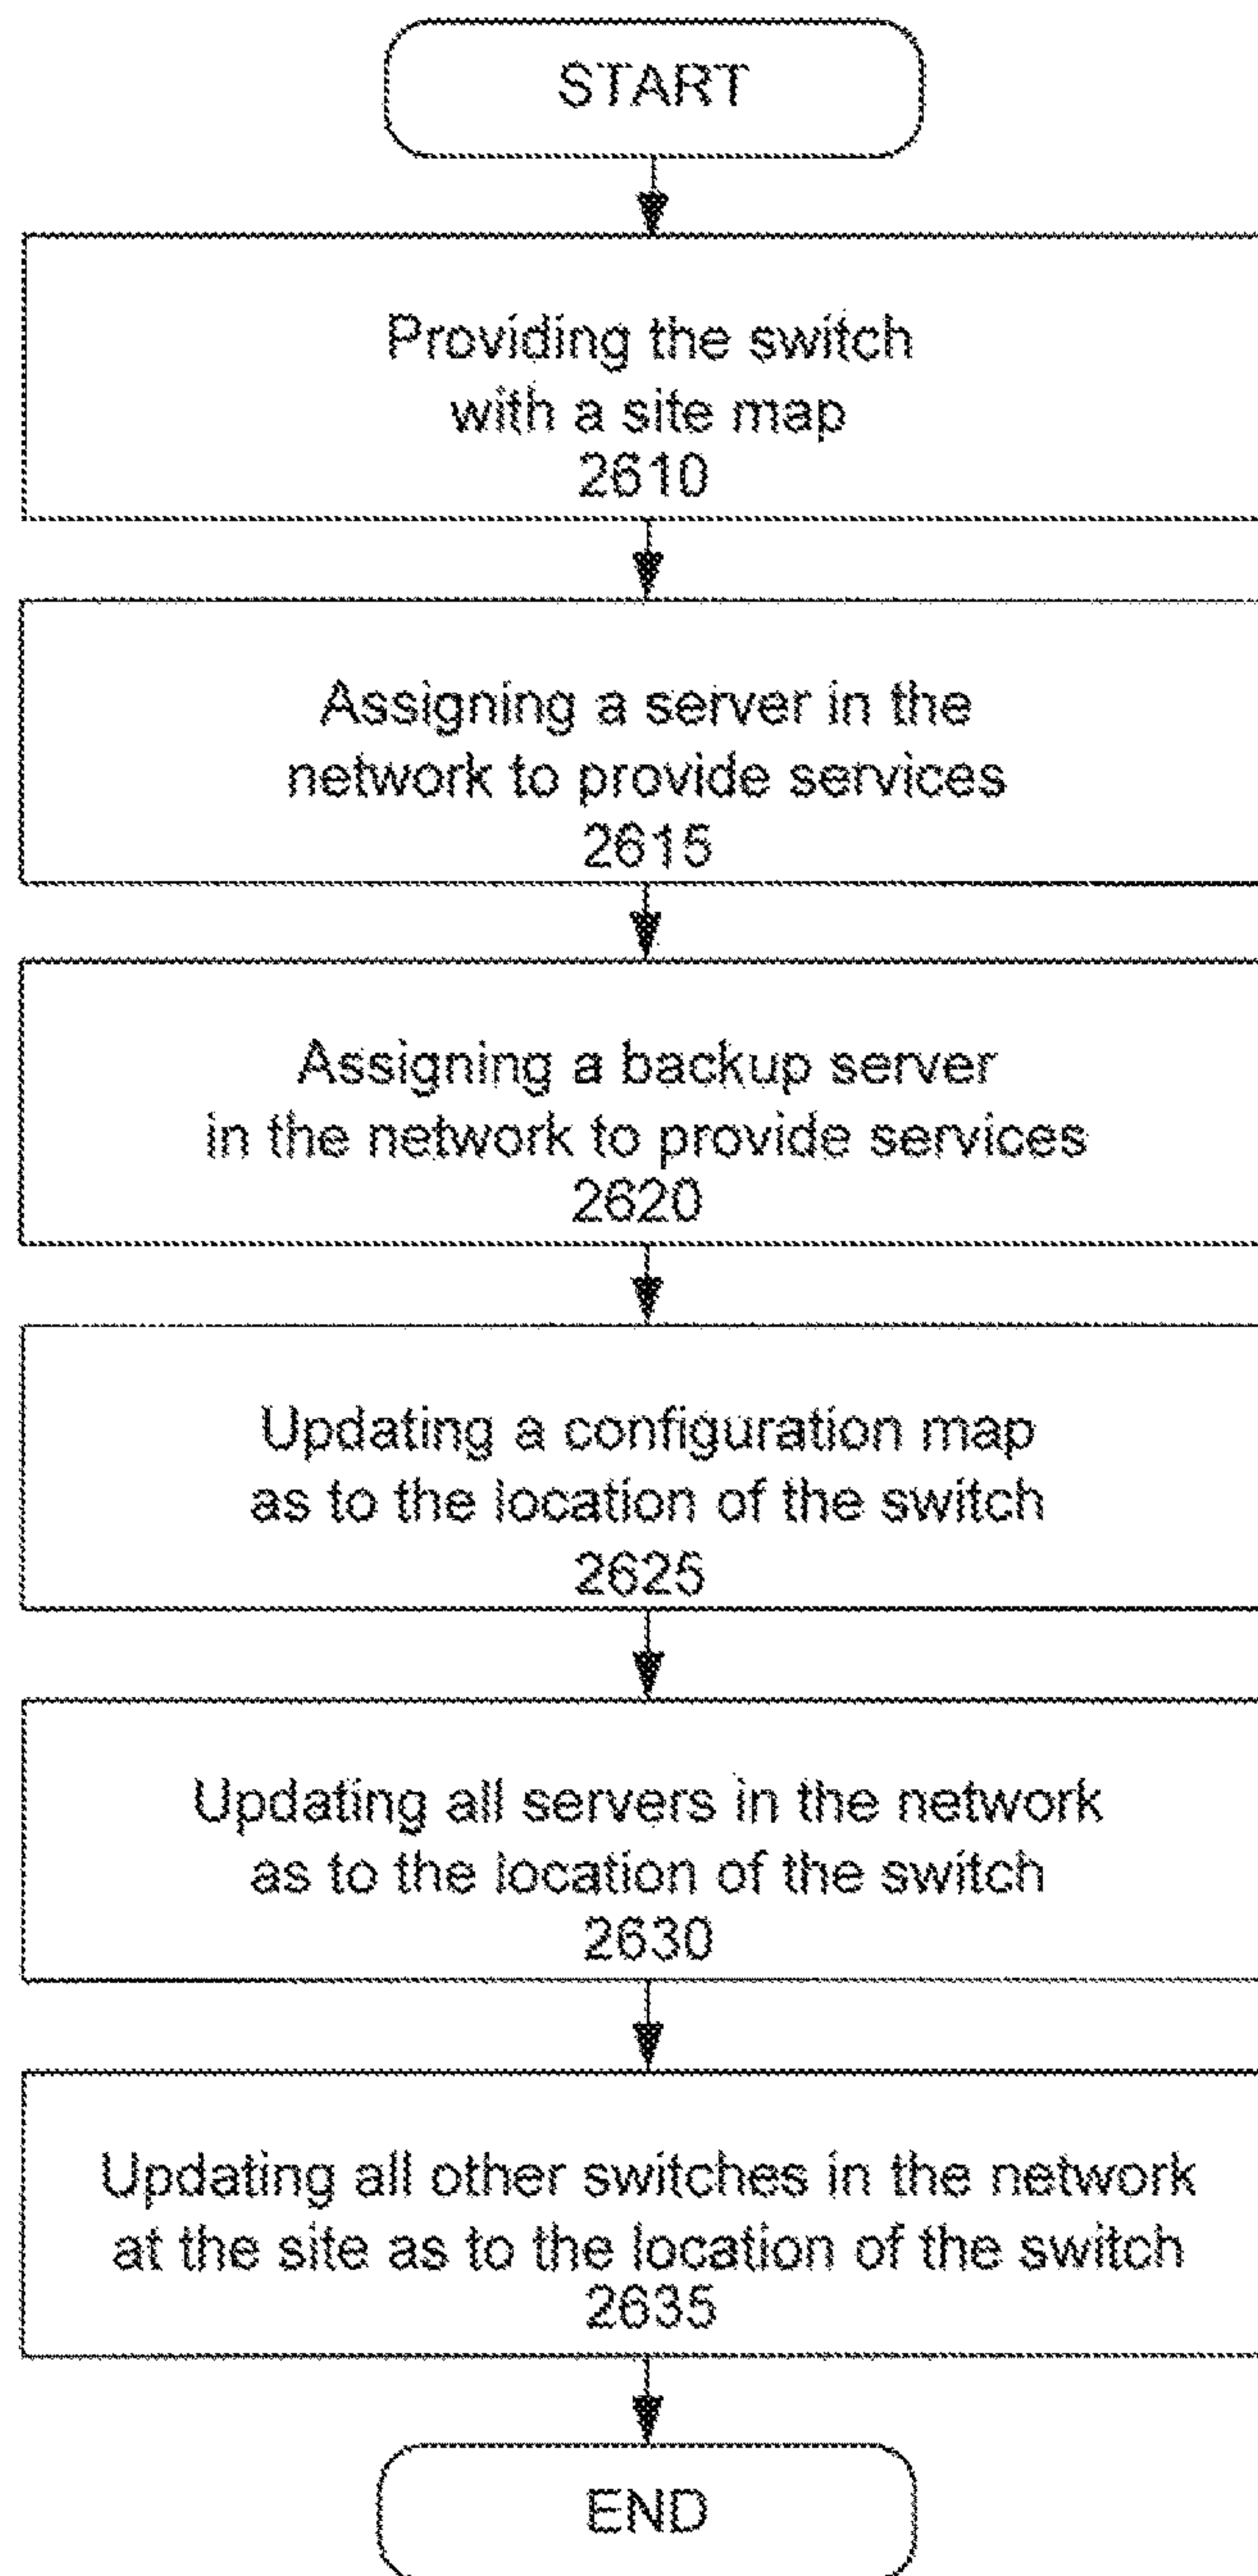 START
Providing the switch
with a site map
2610
Assigning a server in the
network to provide services
2615
Assigning a backup server
in the network to provide services
2620
Updating a configuration map
as to the location of the switch
2625
Updating all servers in the network
as to the location of the switch
2630
Updating all other switches in the network
at the site as to the location of the switch
2635
END